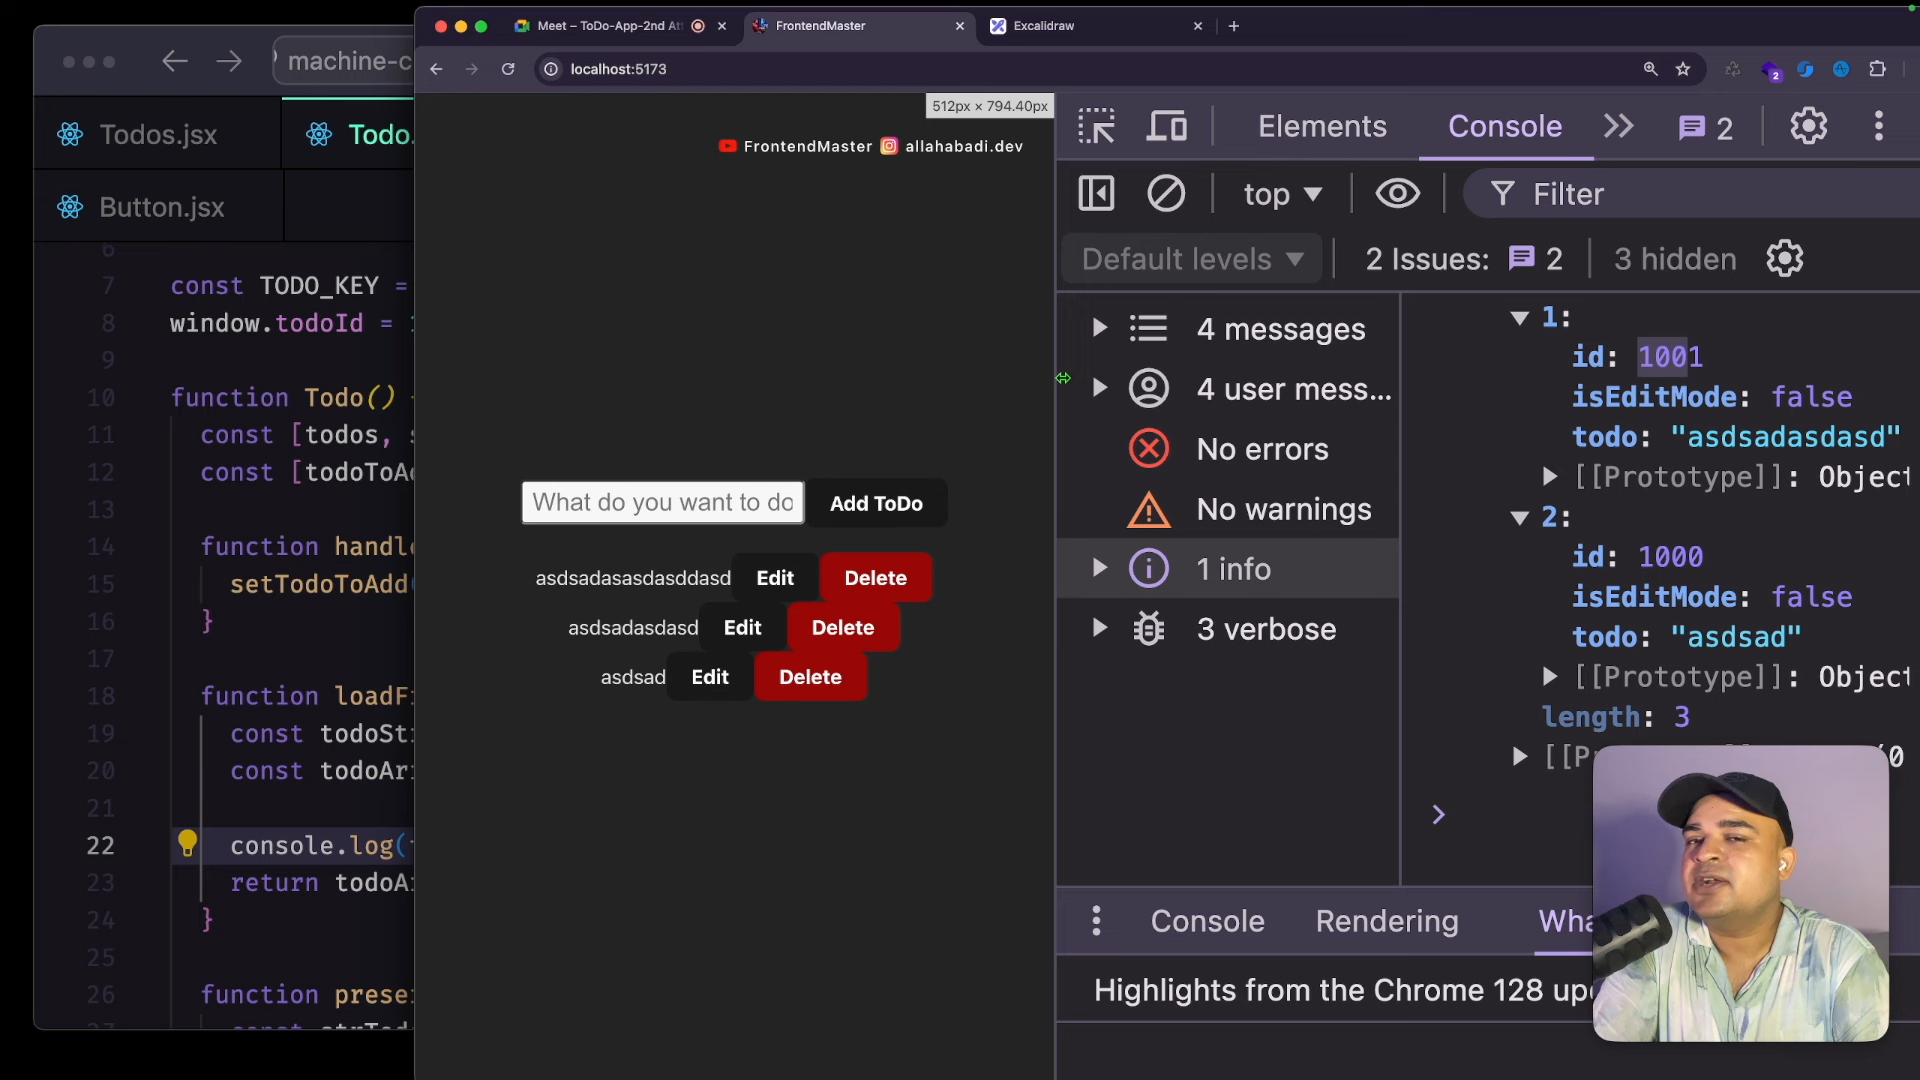 Meet – ToDo-App-2nd At
FrontendMaster
Excalidraw
localhost:5173
2
machine-c
Todos.jsx
Todo.
Button.jsx
6
7 const TODO_KEY =
8 window.todoId =
9
10 function Todo()
11 const [todos,
12 const [todoToAd
13
14 function handle
15 setTodoToAdd(
16 }
17
18 function loadF
19 const todoSt
20 const todoAr
21
22 console.log(
23 return todoA
24 }
25
26 function prese
512px × 794.40px
FrontendMaster allahabadi.dev
What do you want to do
Add ToDo
asdsadasasdasddasd Edit Delete
asdsadasdasd Edit Delete
asdsad Edit Delete
Elements Console 2
top Filter
Default levels 2 Issues: 2 3 hidden
4 messages
4 user mess...
No errors
No warnings
1 info
3 verbose
1:
id: 1001
isEditMode: false
todo: "asdsadasdasd"
[[Prototype]]: Object
2:
id: 1000
isEditMode: false
todo: "asdsad"
[[Prototype]]: Object
length: 3
[[P
Console Rendering Wha
Highlights from the Chrome 128 up